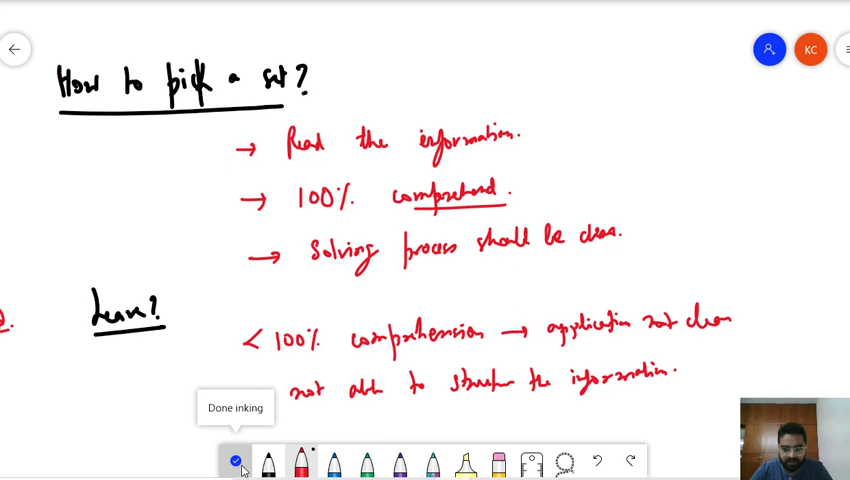 KC
How to pick a set?
→ Read the information.
→ 100% comprehend.
→ Solving process should be clear.
Leave?
< 100% comprehension → application not clear
not able to structure the information.
Done inking